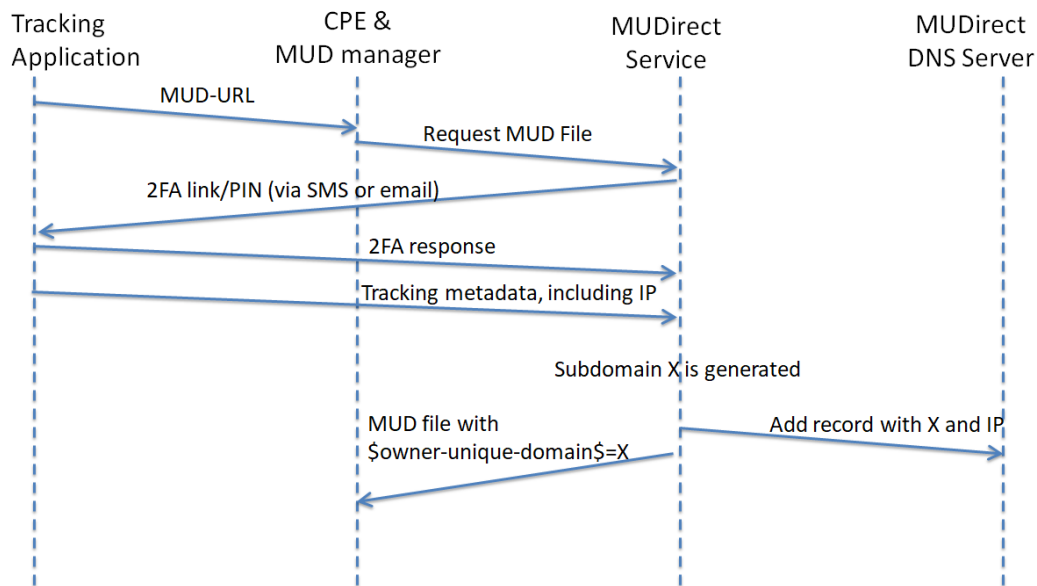 Tracking
Application
CPE &
MUD manager
MUDirect
Service
MUDirect
DNS Server
MUD-URL
Request MUD File
2FA link/PIN (via SMS or email)
2FA response
Tracking metadata, including IP
Subdomain X is generated
MUD file with
$owner-unique-domain$=X
Add record with X and IP